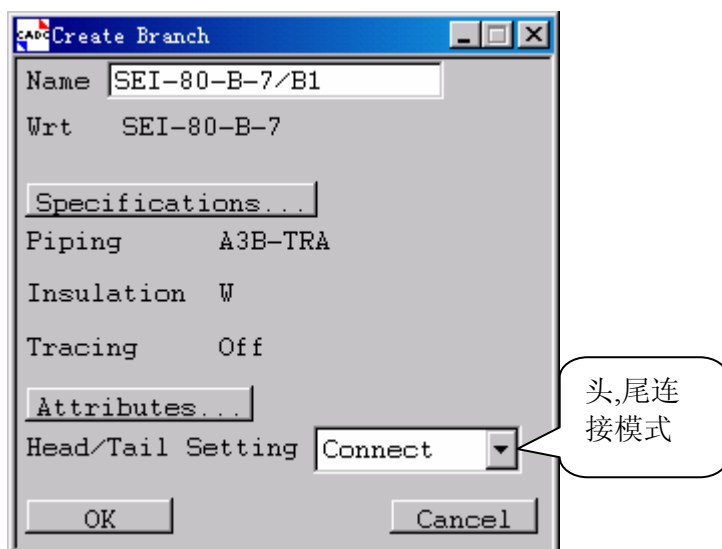 CADC Create Branch
Name SEI-80-B-7/B1
Wrt SEI-80-B-7
Specifications...
Piping A3B-TRA
Insulation W
Tracing Off
Attributes...
Head/Tail Setting Connect
OK Cancel
头,尾连
接模式